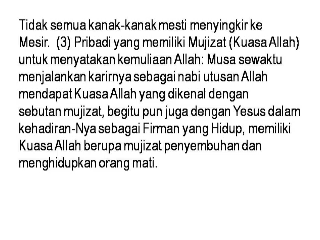 Tidak semua kanak-kanak mesti menyingkir ke
Mesir.  (3) Pribadi yang memiliki Mujizat (Kuasa Allah)
untuk menyatakan kemuliaan Allah: Musa sewaktu
menjalankan karirnya sebagai nabi utusan Allah
mendapat Kuasa Allah yang dikenal dengan
sebutan mujizat, begitu pun juga dengan Yesus dalam
kehadiran-Nya sebagai Firman yang Hidup, memiliki
Kuasa Allah berupa mujizat penyembuhan dan
menghidupkan orang mati.